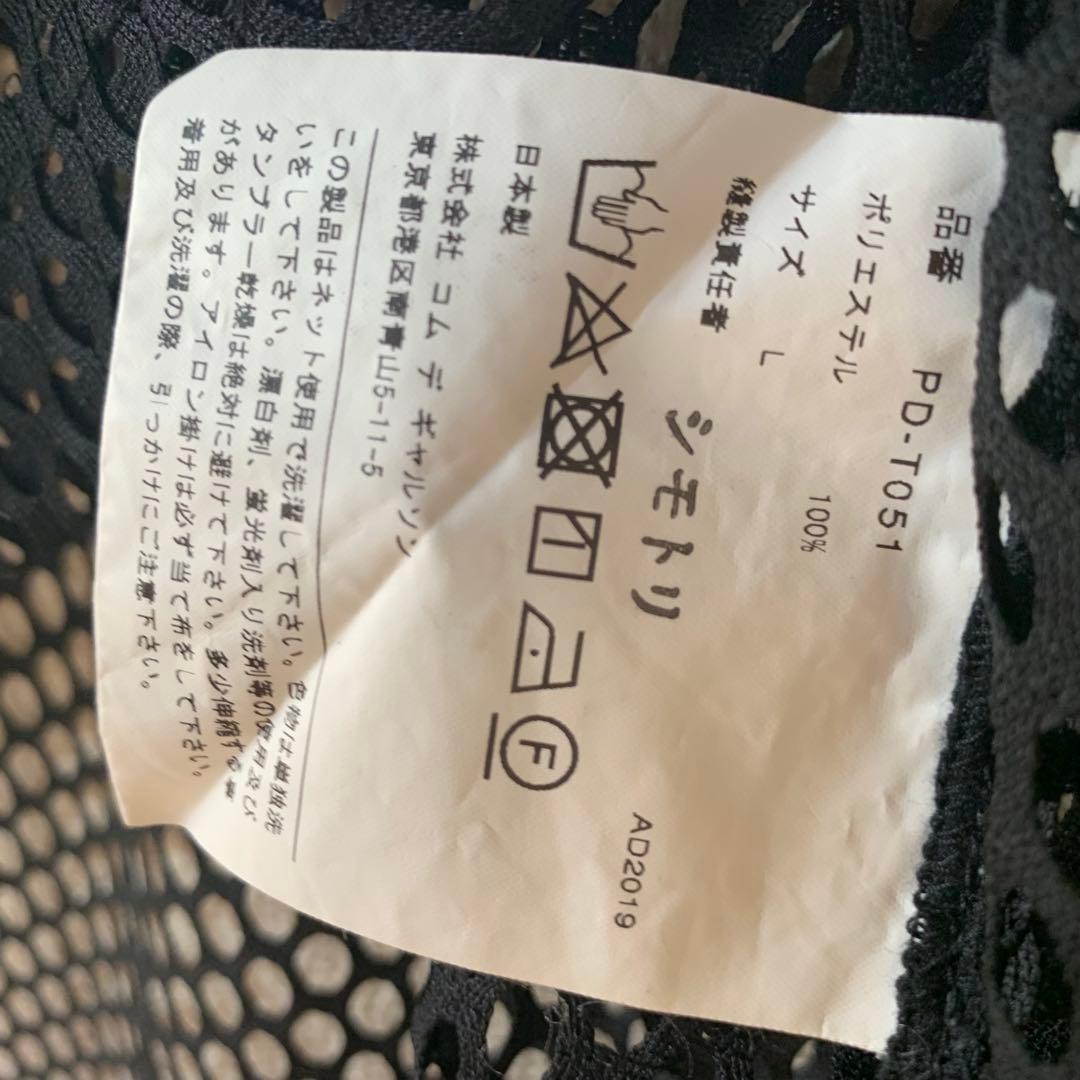 品番 PD-T051
ポリエステル 100%
サイズ L
縫製責任者 シモトリ
AD2019
F
日本製
株式会社 コム デ ギャルソン
東京都港区南青山5-11-5
この製品はネット使用で洗濯して下さい。色物は単独洗
いをして下さい。漂白剤、蛍光剤入り洗剤等の使用及び
タンブラー乾燥は絶対に避けて下さい。多少伸縮する事
があります。アイロン掛けは必ず当て布をして下さい。
着用及び洗濯の際、引っかけにご注意下さい。